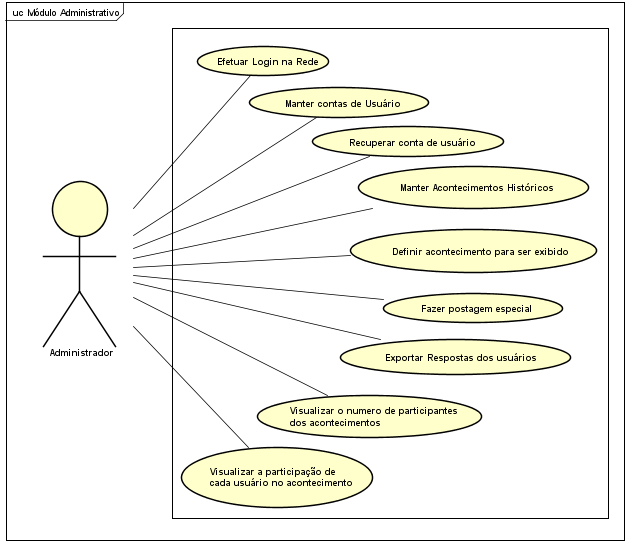 uc Módulo Administrativo
Efetuar Login na Rede
Manter contas de Usuário
Recuperar conta de usuário
Manter Acontecimentos Históricos
Definir acontecimento para ser exibido
Fazer postagem especial
Administrador
Exportar Respostas dos usuários
Visualizar o numero de participantes
dos acontecimentos
Visualizar a participação de
cada usuário no acontecimento